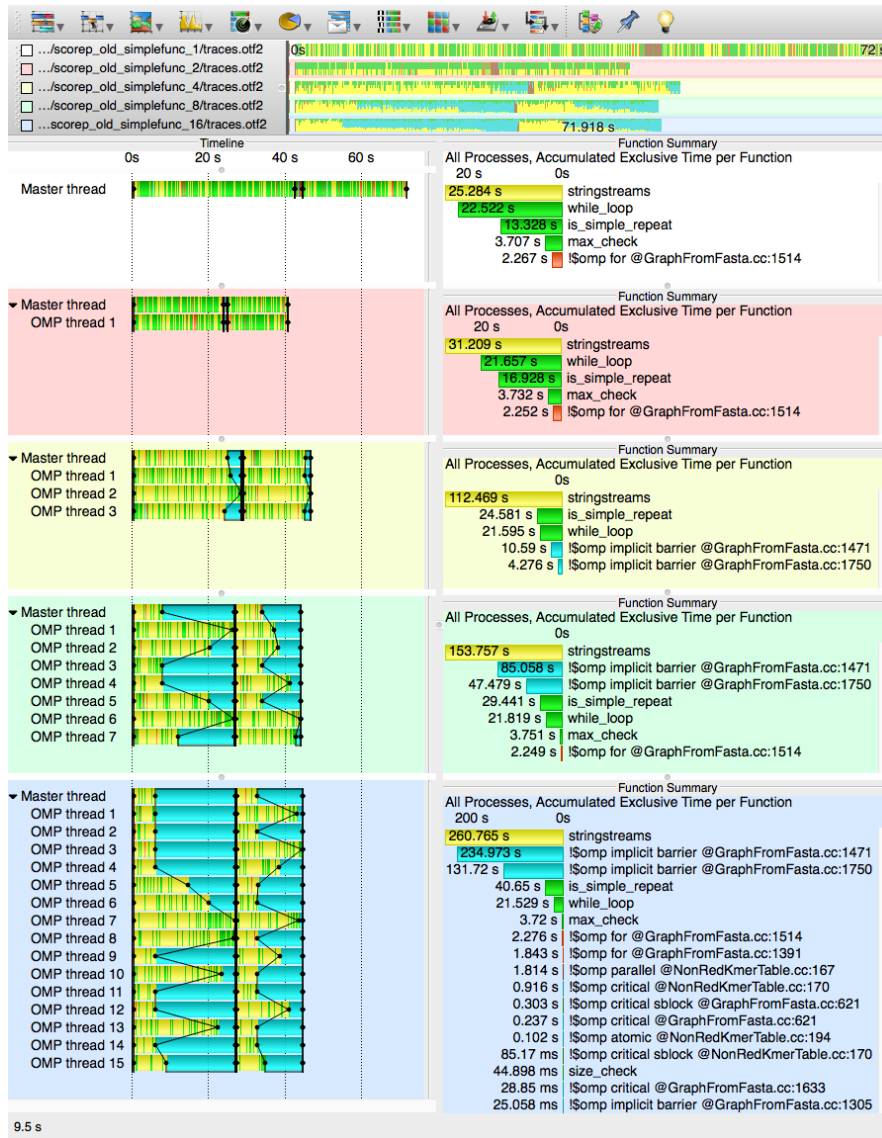 .../scorep_old_simplefunc_1/traces.otf2
0s
72 s
.../scorep_old_simplefunc_2/traces.otf2
.../scorep_old_simplefunc_4/traces.otf2
.../scorep_old_simplefunc_8/traces.otf2
...scorep_old_simplefunc_16/traces.otf2
71.918 s
Timeline
0s 20 s 40 s 60 s
Master thread
Function Summary
All Processes, Accumulated Exclusive Time per Function
20 s 0s
25.284 s stringstreams
22.522 s while_loop
13.328 s is_simple_repeat
3.707 s max_check
2.267 s !$omp for @GraphFromFasta.cc:1514
Master thread
OMP thread 1
Function Summary
All Processes, Accumulated Exclusive Time per Function
20 s 0s
31.209 s stringstreams
21.657 s while_loop
16.928 s is_simple_repeat
3.732 s max_check
2.252 s !$omp for @GraphFromFasta.cc:1514
Master thread
OMP thread 1
OMP thread 2
OMP thread 3
Function Summary
All Processes, Accumulated Exclusive Time per Function
0s
112.469 s stringstreams
24.581 s is_simple_repeat
21.595 s while_loop
10.59 s !$omp implicit barrier @GraphFromFasta.cc:1471
4.276 s !$omp implicit barrier @GraphFromFasta.cc:1750
Master thread
OMP thread 1
OMP thread 2
OMP thread 3
OMP thread 4
OMP thread 5
OMP thread 6
OMP thread 7
Function Summary
All Processes, Accumulated Exclusive Time per Function
0s
153.757 s stringstreams
85.058 s !$omp implicit barrier @GraphFromFasta.cc:1471
47.479 s !$omp implicit barrier @GraphFromFasta.cc:1750
29.441 s is_simple_repeat
21.819 s while_loop
3.751 s max_check
2.249 s !$omp for @GraphFromFasta.cc:1514
Master thread
OMP thread 1
OMP thread 2
OMP thread 3
OMP thread 4
OMP thread 5
OMP thread 6
OMP thread 7
OMP thread 8
OMP thread 9
OMP thread 10
OMP thread 11
OMP thread 12
OMP thread 13
OMP thread 14
OMP thread 15
Function Summary
All Processes, Accumulated Exclusive Time per Function
200 s 0s
260.765 s stringstreams
234.973 s !$omp implicit barrier @GraphFromFasta.cc:1471
131.72 s !$omp implicit barrier @GraphFromFasta.cc:1750
40.65 s is_simple_repeat
21.529 s while_loop
3.72 s max_check
2.276 s !$omp for @GraphFromFasta.cc:1514
1.843 s !$omp for @GraphFromFasta.cc:1391
1.814 s !$omp parallel @NonRedKmerTable.cc:167
0.916 s !$omp critical @NonRedKmerTable.cc:170
0.303 s !$omp critical sblock @GraphFromFasta.cc:621
0.237 s !$omp critical @GraphFromFasta.cc:621
0.102 s !$omp atomic @NonRedKmerTable.cc:194
85.17 ms !$omp critical sblock @NonRedKmerTable.cc:170
44.898 ms size_check
28.85 ms !$omp critical @GraphFromFasta.cc:1633
25.058 ms !$omp implicit barrier @GraphFromFasta.cc:1305
9.5 s